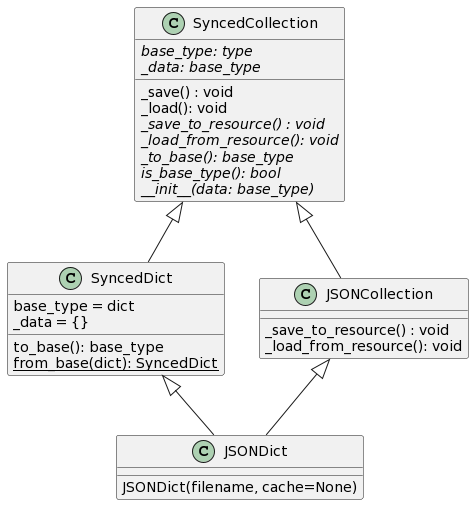 C SyncedCollection
base_type: type
_data: base_type
_save() : void
_load(): void
_save_to_resource() : void
_load_from_resource(): void
_to_base(): base_type
is_base_type(): bool
__init__(data: base_type)
C SyncedDict
base_type = dict
_data = {}
to_base(): base_type
from_base(dict): SyncedDict
C JSONCollection
_save_to_resource() : void
_load_from_resource(): void
C JSONDict
JSONDict(filename, cache=None)